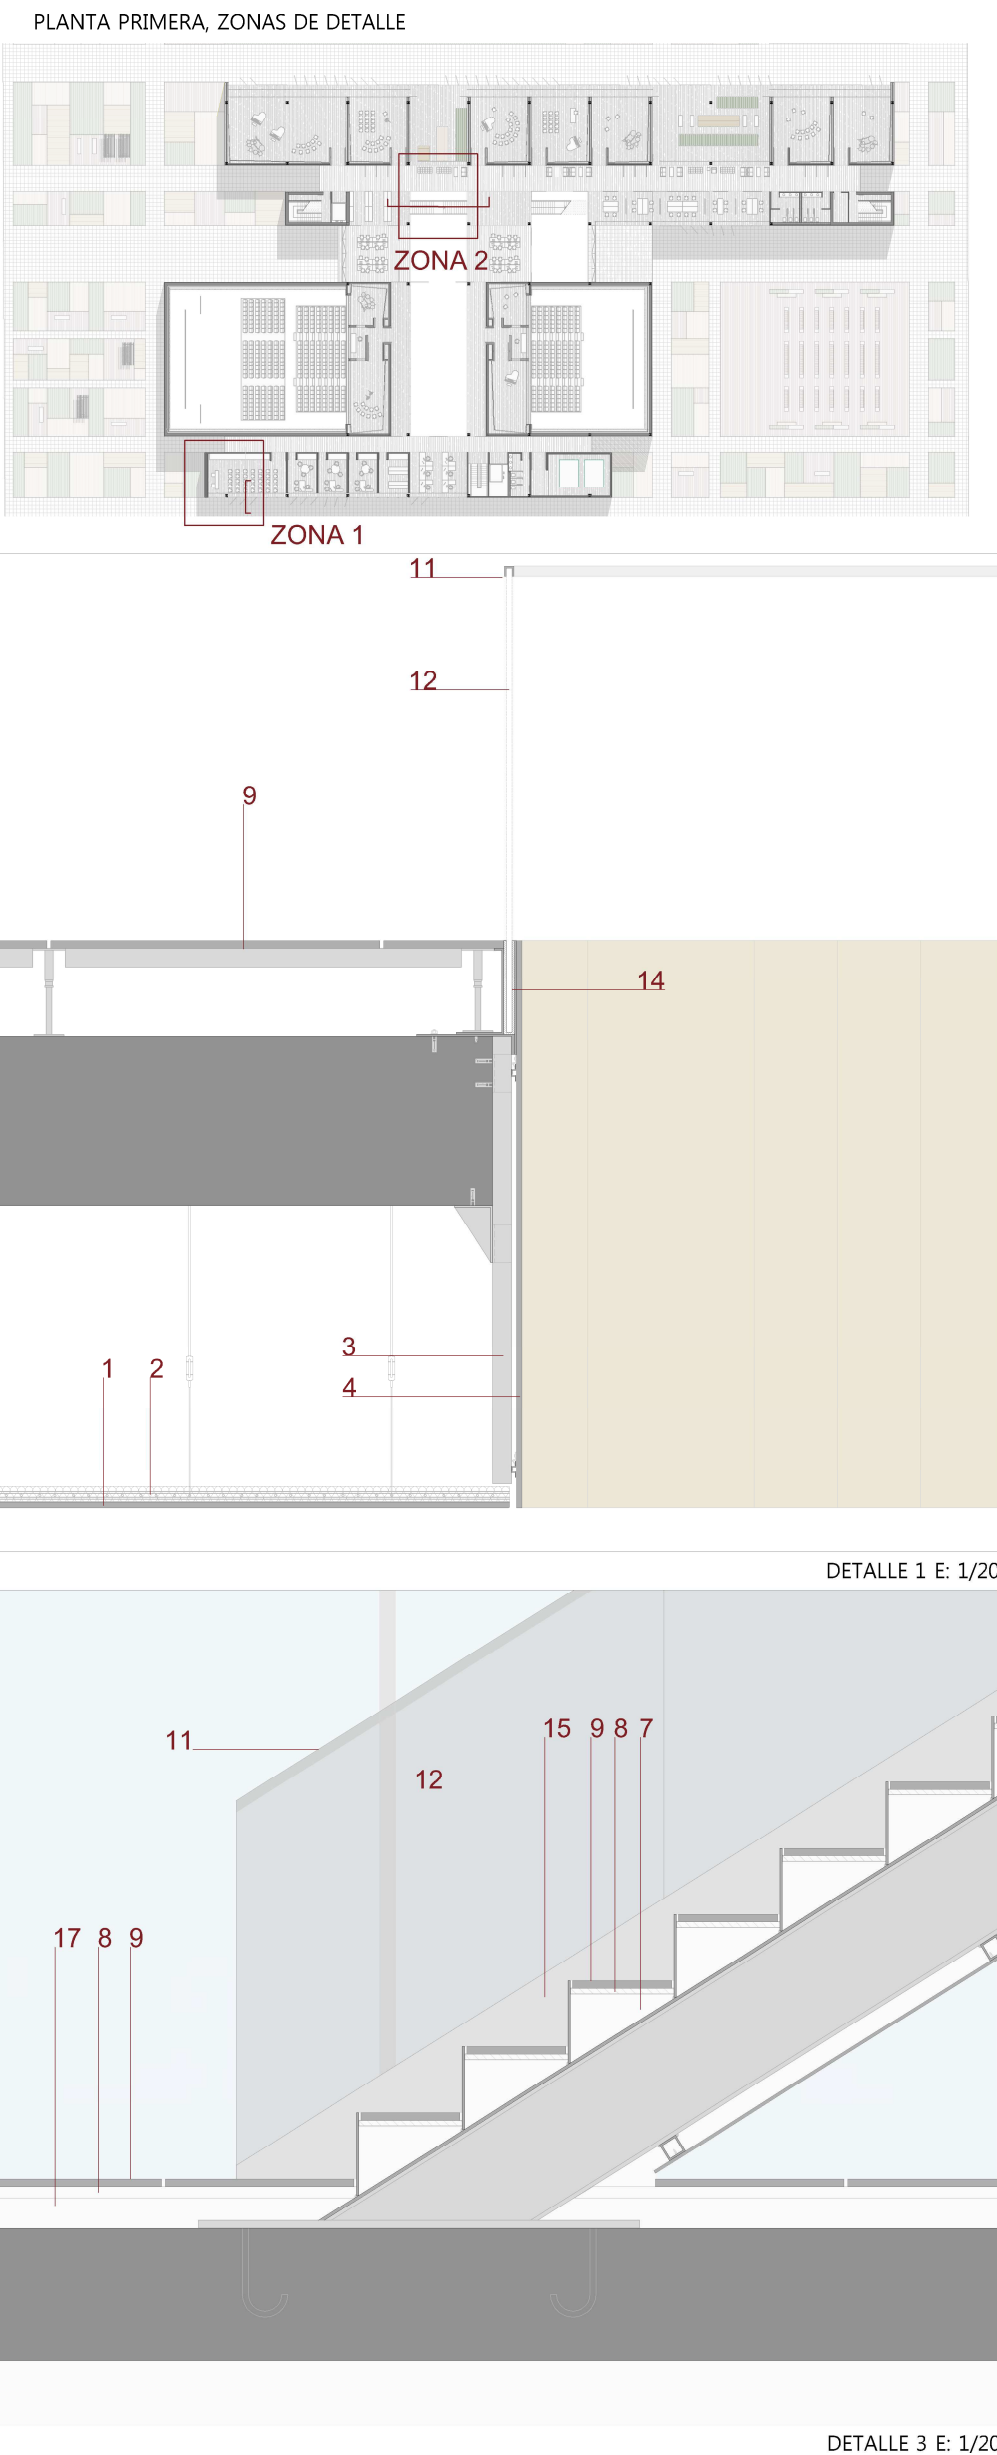 PLANTA PRIMERA, ZONAS DE DETALLE
ZONA 2
ZONA 1
11
12
9
14
3
1 2
4
DETALLE 1 E: 1/20
15 9 8 7
11
12
17 8 9
DETALLE 3 E: 1/20